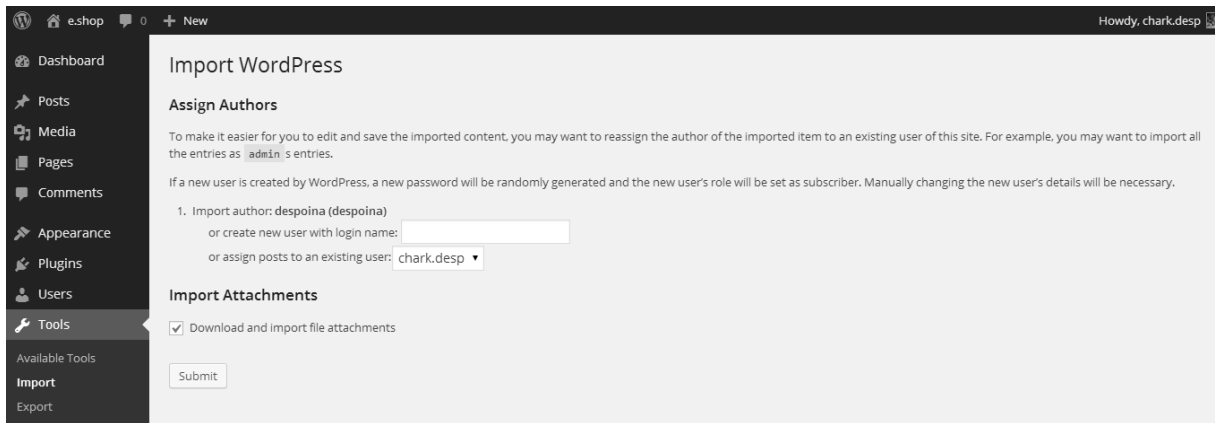 e.shop 0 + New Howdy, chark.desp
Dashboard
Posts
Media
Pages
Comments
Appearance
Plugins
Users
Tools
Available Tools
Import
Export
Import WordPress
Assign Authors
To make it easier for you to edit and save the imported content, you may want to reassign the author of the imported item to an existing user of this site. For example, you may want to import all
the entries as admin s entries.
If a new user is created by WordPress, a new password will be randomly generated and the new user's role will be set as subscriber. Manually changing the new user's details will be necessary.
1. Import author: despoina (despoina)
or create new user with login name:
or assign posts to an existing user: chark.desp
Import Attachments
Download and import file attachments
Submit